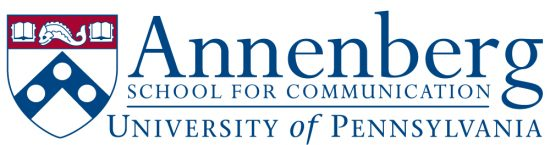 Annenberg
SCHOOL FOR COMMUNICATION
UNIVERSITY of PENNSYLVANIA